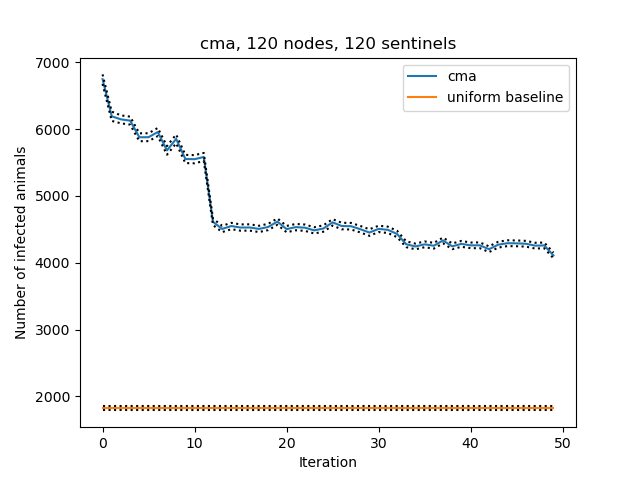 cma, 120 nodes, 120 sentinels
7000
6000
5000
4000
3000
2000
Number of infected animals
cma
uniform baseline
0 10 20 30 40 50
Iteration